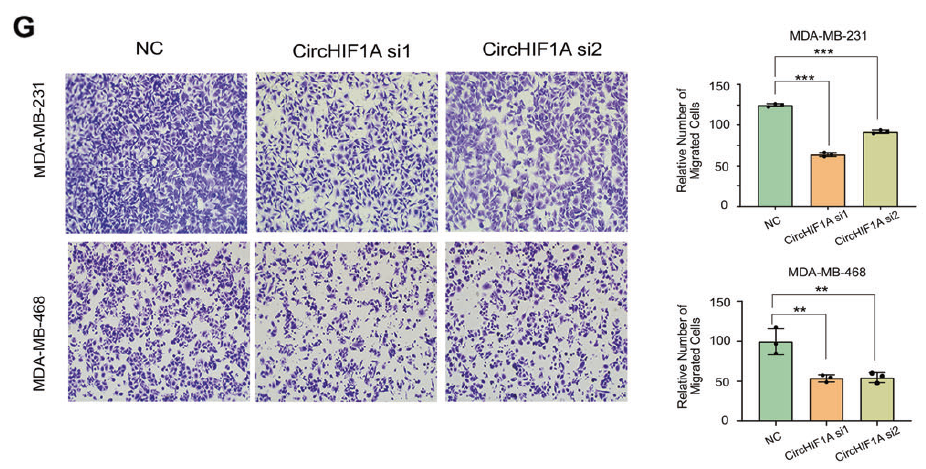 G
NC
CircHIF1A si1
CircHIF1A si2
MDA-MB-231
MDA-MB-468
MDA-MB-231
***
***
Relative Number of
Migrated Cells
150
100
50
0
NC
CircHIF1A si1
CircHIF1A si2
MDA-MB-468
**
**
Relative Number of
Migrated Cells
150
100
50
0
NC
CircHIF1A si1
CircHIF1A si2